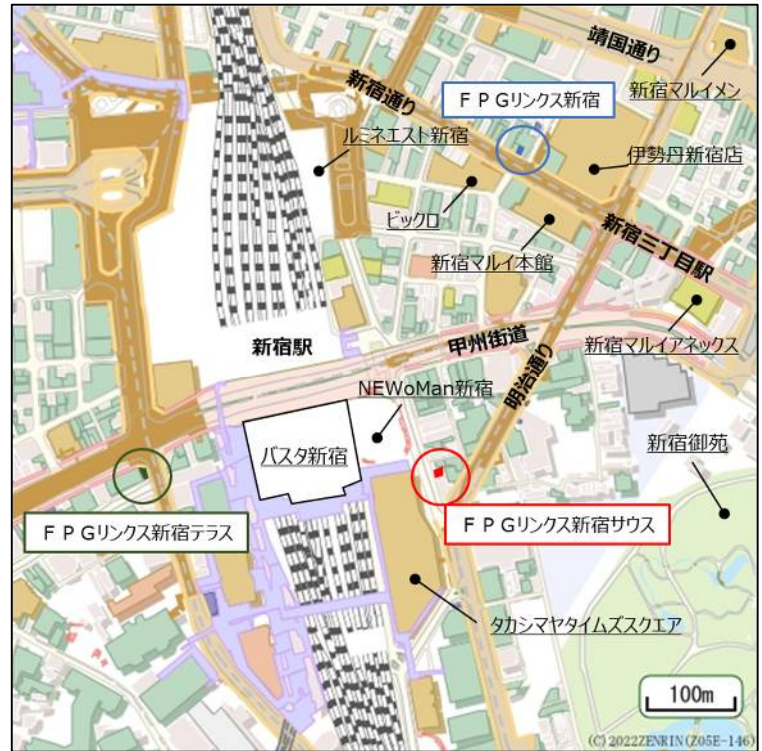 靖国通り
新宿通り
ＦＰＧリンクス新宿
新宿マルイメン
ルミネエスト新宿
伊勢丹新宿店
ビックロ
新宿マルイ本館
新宿三丁目駅
新宿駅
甲州街道
明治通り
新宿マルイアネックス
NEWoMan新宿
バスタ新宿
新宿御苑
ＦＰＧリンクス新宿テラス
ＦＰＧリンクス新宿サウス
タカシマヤタイムズスクエア
100m
(C) 2022ZENRIN(Z05E-146)